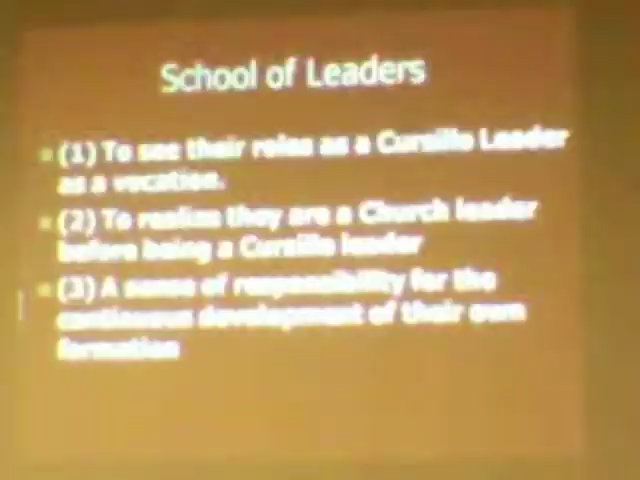 School of Leaders
(1) To see their roles as a Cursillo Leader
as a vocation.
(2) To realize they are a Church leader
before being a Cursillo leader
(3) A sense of responsibility for the
continuous development of their own
formation